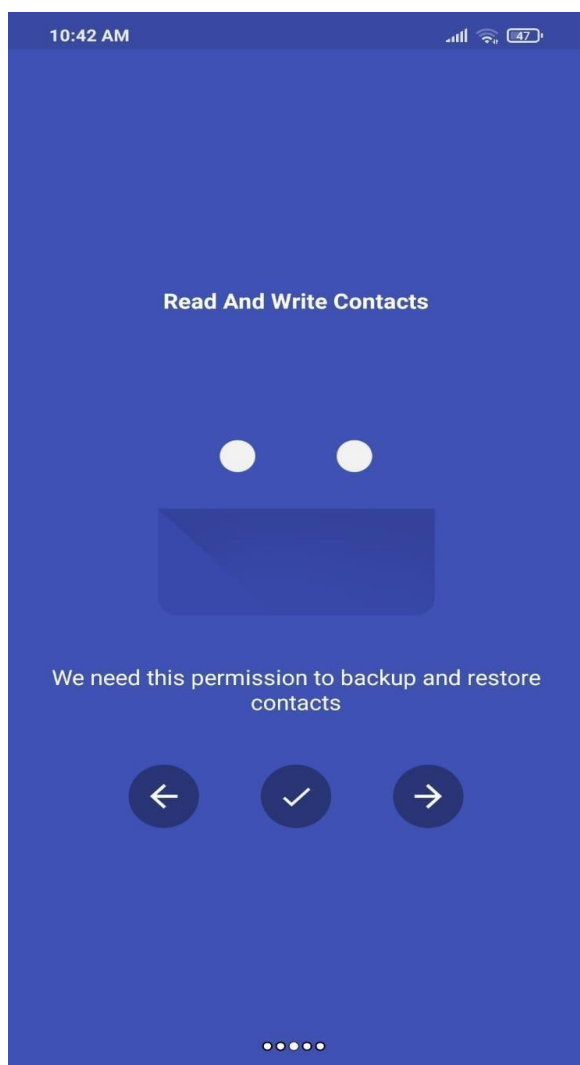 10:42 AM
47
Read And Write Contacts
We need this permission to backup and restore
contacts